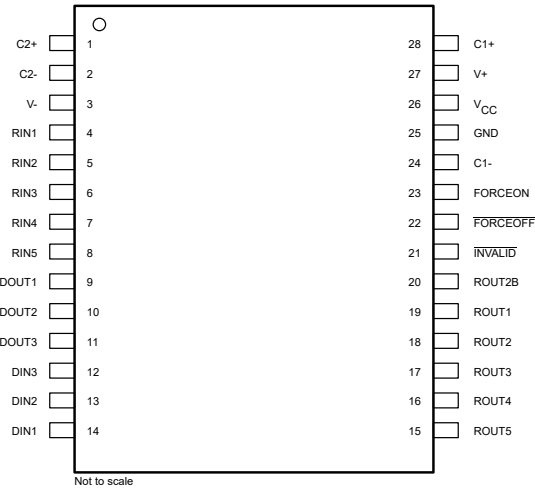 C2+ 1 28 C1+
C2- 2 27 V+
V- 3 26 VCC
RIN1 4 25 GND
RIN2 5 24 C1-
RIN3 6 23 FORCEON
RIN4 7 22 FORCEOFF
RIN5 8 21 INVALID
DOUT1 9 20 ROUT2B
DOUT2 10 19 ROUT1
DOUT3 11 18 ROUT2
DIN3 12 17 ROUT3
DIN2 13 16 ROUT4
DIN1 14 15 ROUT5
Not to scale